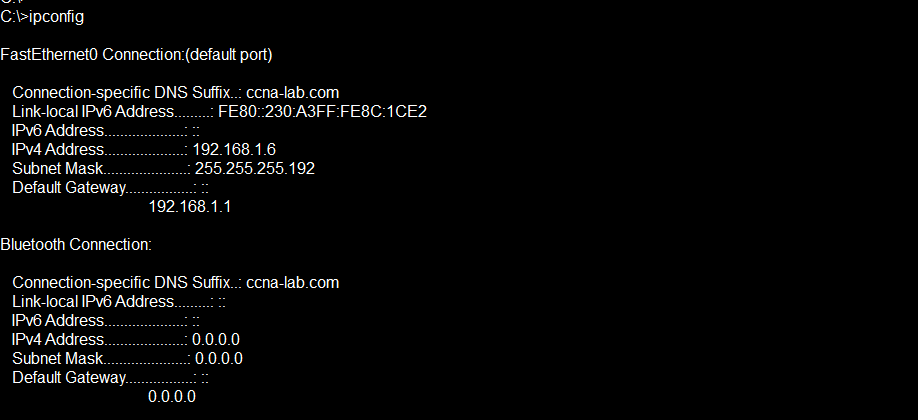 C:\>
C:\>ipconfig
FastEthernet0 Connection:(default port)
Connection-specific DNS Suffix..: ccna-lab.com
Link-local IPv6 Address.........: FE80::230:A3FF:FE8C:1CE2
IPv6 Address....................: ::
IPv4 Address....................: 192.168.1.6
Subnet Mask.....................: 255.255.255.192
Default Gateway.................: ::
192.168.1.1
Bluetooth Connection:
Connection-specific DNS Suffix..: ccna-lab.com
Link-local IPv6 Address.........: ::
IPv6 Address....................: ::
IPv4 Address....................: 0.0.0.0
Subnet Mask.....................: 0.0.0.0
Default Gateway.................: ::
0.0.0.0